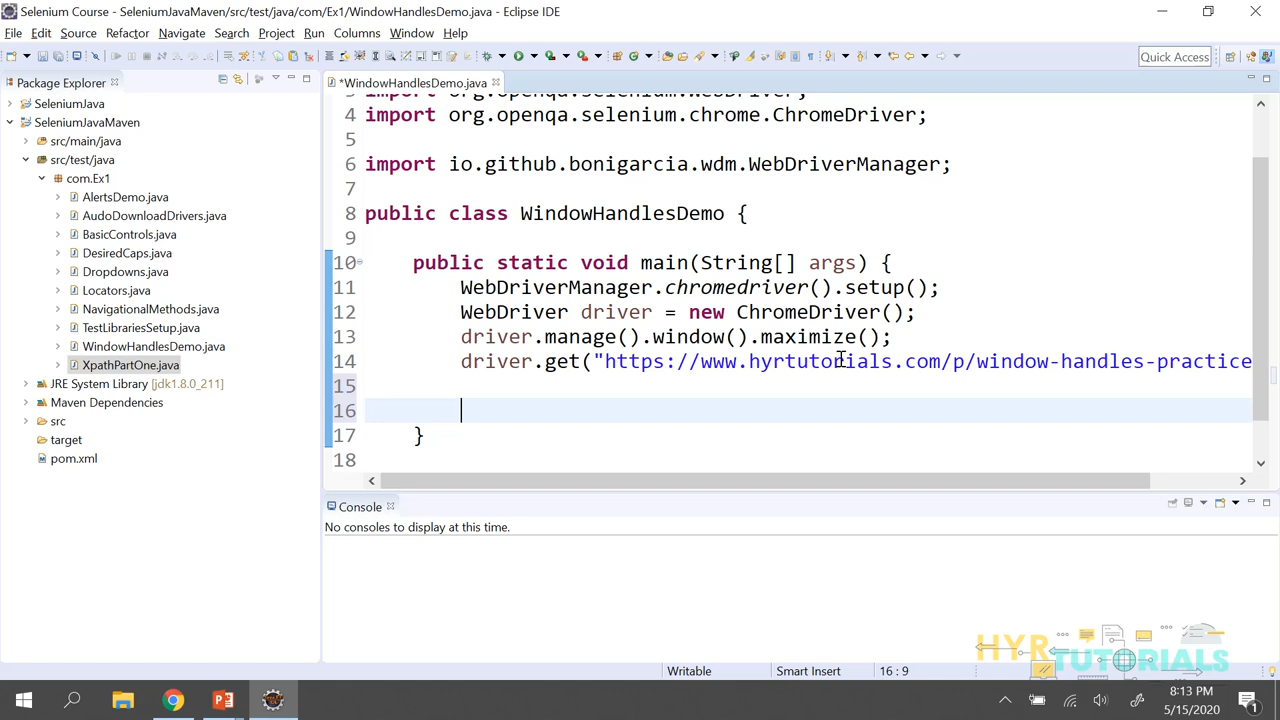 Selenium Course - SeleniumJavaMaven/src/test/java/com/Ex1/WindowHandlesDemo.java - Eclipse IDE
File Edit Source Refactor Navigate Search Project Run Columns Window Help
Quick Access
Package Explorer
SeleniumJava
SeleniumJavaMaven
src/main/java
src/test/java
com.Ex1
AlertsDemo.java
AudoDownloadDrivers.java
BasicControls.java
DesiredCaps.java
Dropdowns.java
Locators.java
NavigationalMethods.java
TestLibrariesSetup.java
WindowHandlesDemo.java
XpathPartOne.java
JRE System Library [jdk1.8.0_211]
Maven Dependencies
src
target
pom.xml
*WindowHandlesDemo.java
3 import org.openqa.selenium.WebDriver;
4 import org.openqa.selenium.chrome.ChromeDriver;
5
6 import io.github.bonigarcia.wdm.WebDriverManager;
7
8 public class WindowHandlesDemo {
9
10 public static void main(String[] args) {
11 WebDriverManager.chromedriver().setup();
12 WebDriver driver = new ChromeDriver();
13 driver.manage().window().maximize();
14 driver.get("https://www.hyrtutorials.com/p/window-handles-practice
15
16
17 }
18
Console
No consoles to display at this time.
HYR TUTORIALS
Writable Smart Insert 16 : 9
8:13 PM
5/15/2020
1